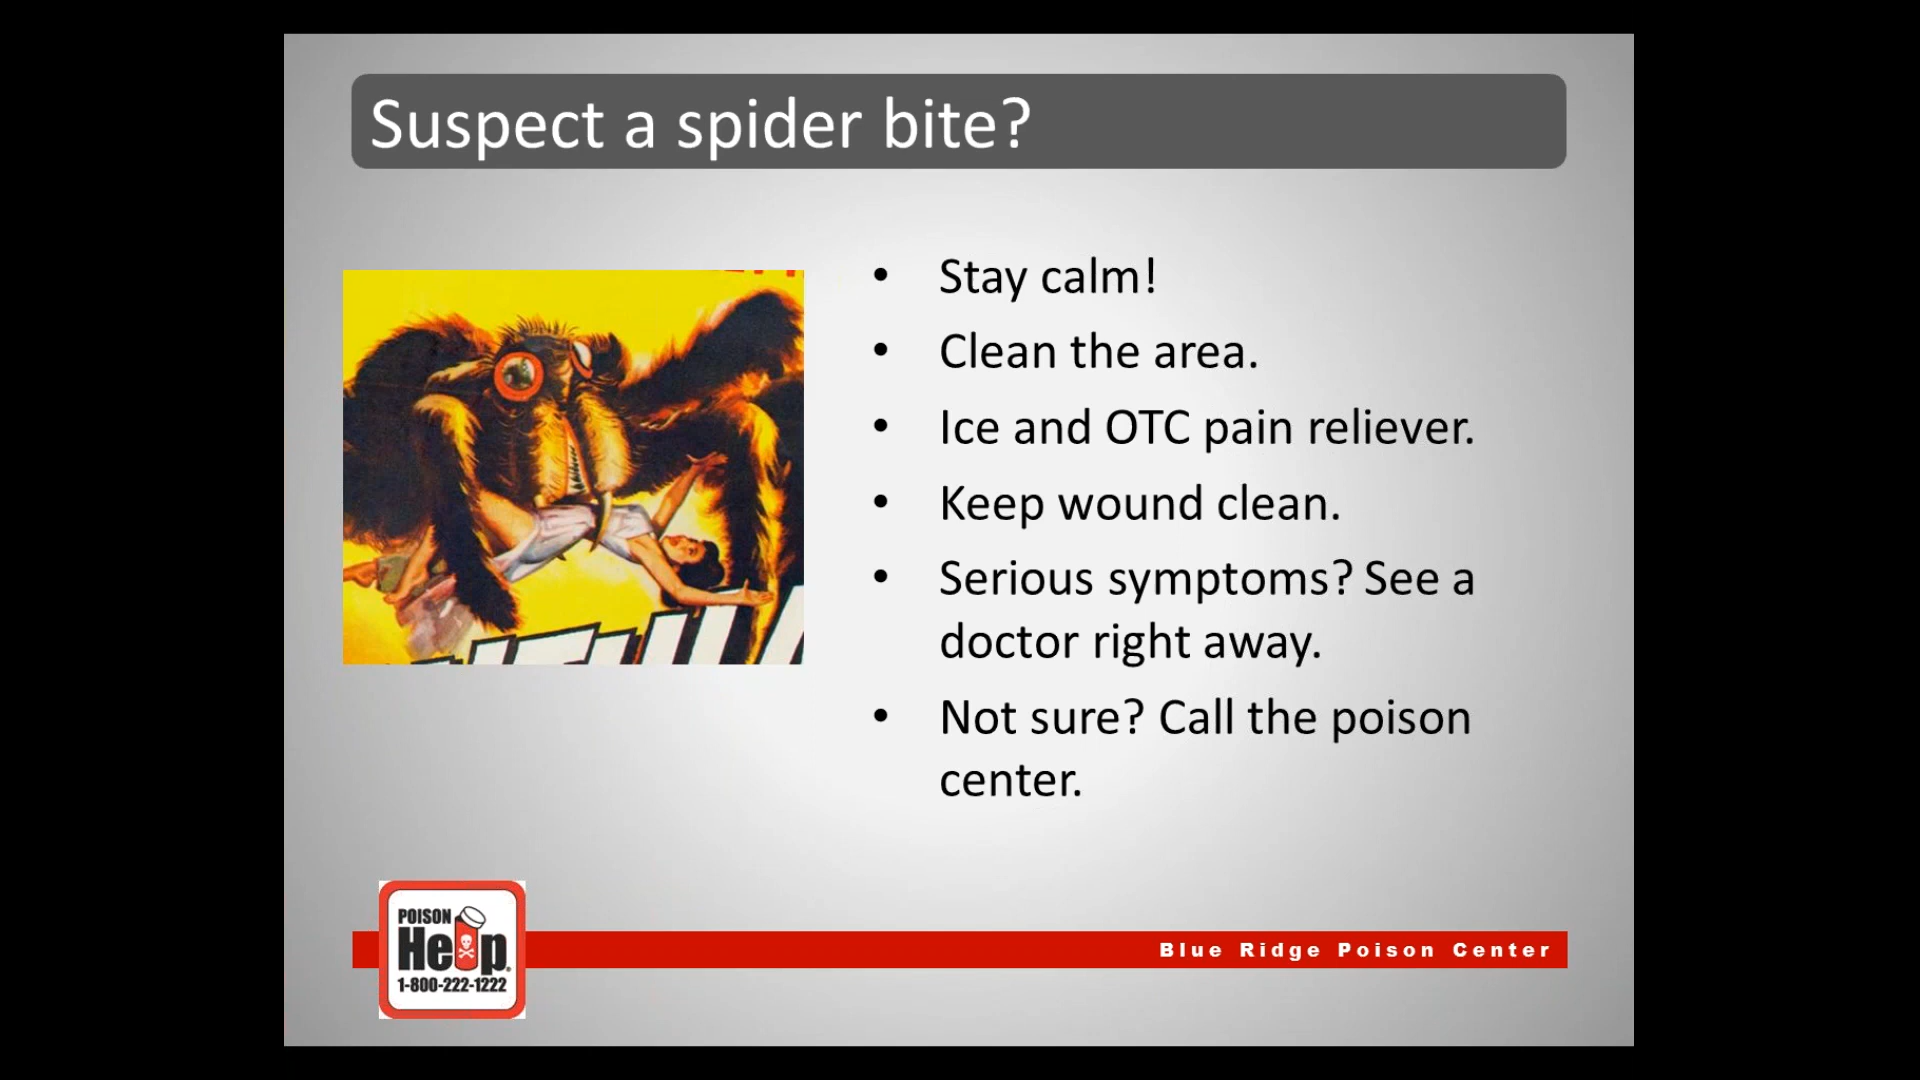 Suspect a spider bite?
• Stay calm!
• Clean the area.
• Ice and OTC pain reliever.
• Keep wound clean.
• Serious symptoms? See a
doctor right away.
• Not sure? Call the poison
center.
POISON
Help
1-800-222-1222
Blue Ridge Poison Center